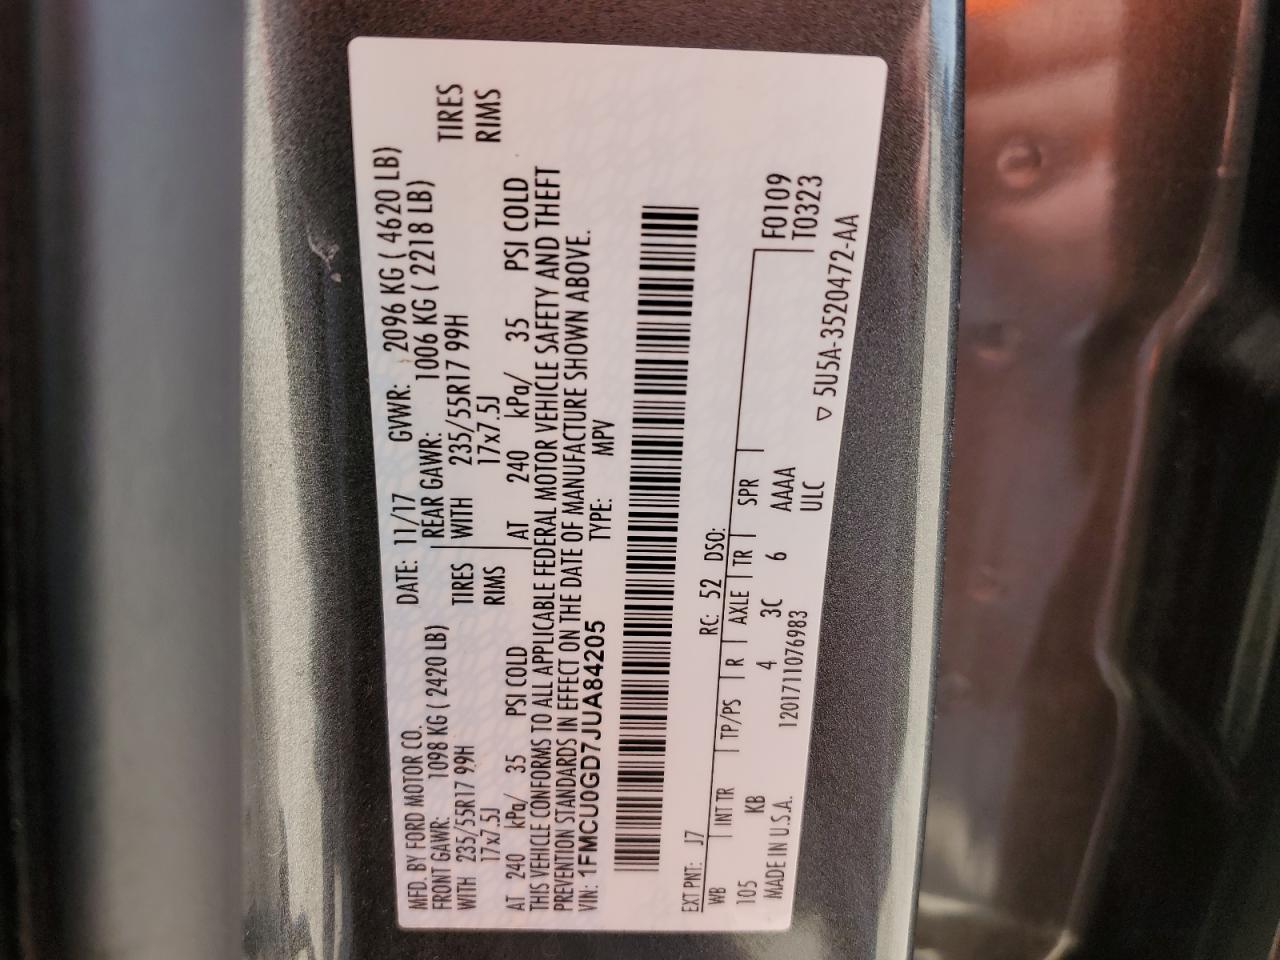 MFD. BY FORD MOTOR CO. DATE: 11/17 GVWR: 2096 KG ( 4620 LB)
FRONT GAWR: 1098 KG ( 2420 LB) REAR GAWR: 1006 KG ( 2218 LB)
WITH 235/55R17 99H TIRES WITH 235/55R17 99H TIRES
17x7.5J RIMS 17x7.5J RIMS
AT 240 kPa/ 35 PSI COLD AT 240 kPa/ 35 PSI COLD
THIS VEHICLE CONFORMS TO ALL APPLICABLE FEDERAL MOTOR VEHICLE SAFETY AND THEFT
PREVENTION STANDARDS IN EFFECT ON THE DATE OF MANUFACTURE SHOWN ABOVE.
VIN: 1FMCU0GD7JUA84205 TYPE: MPV
EXT PNT: J7 RC: 52 DSO: F0109
WB INT TR TP/PS R AXLE TR SPR T0323
105 KB 4 3C 6 AAAA
MADE IN U.S.A. 1201711076983 ULC
▽ 5U5A-3520472-AA